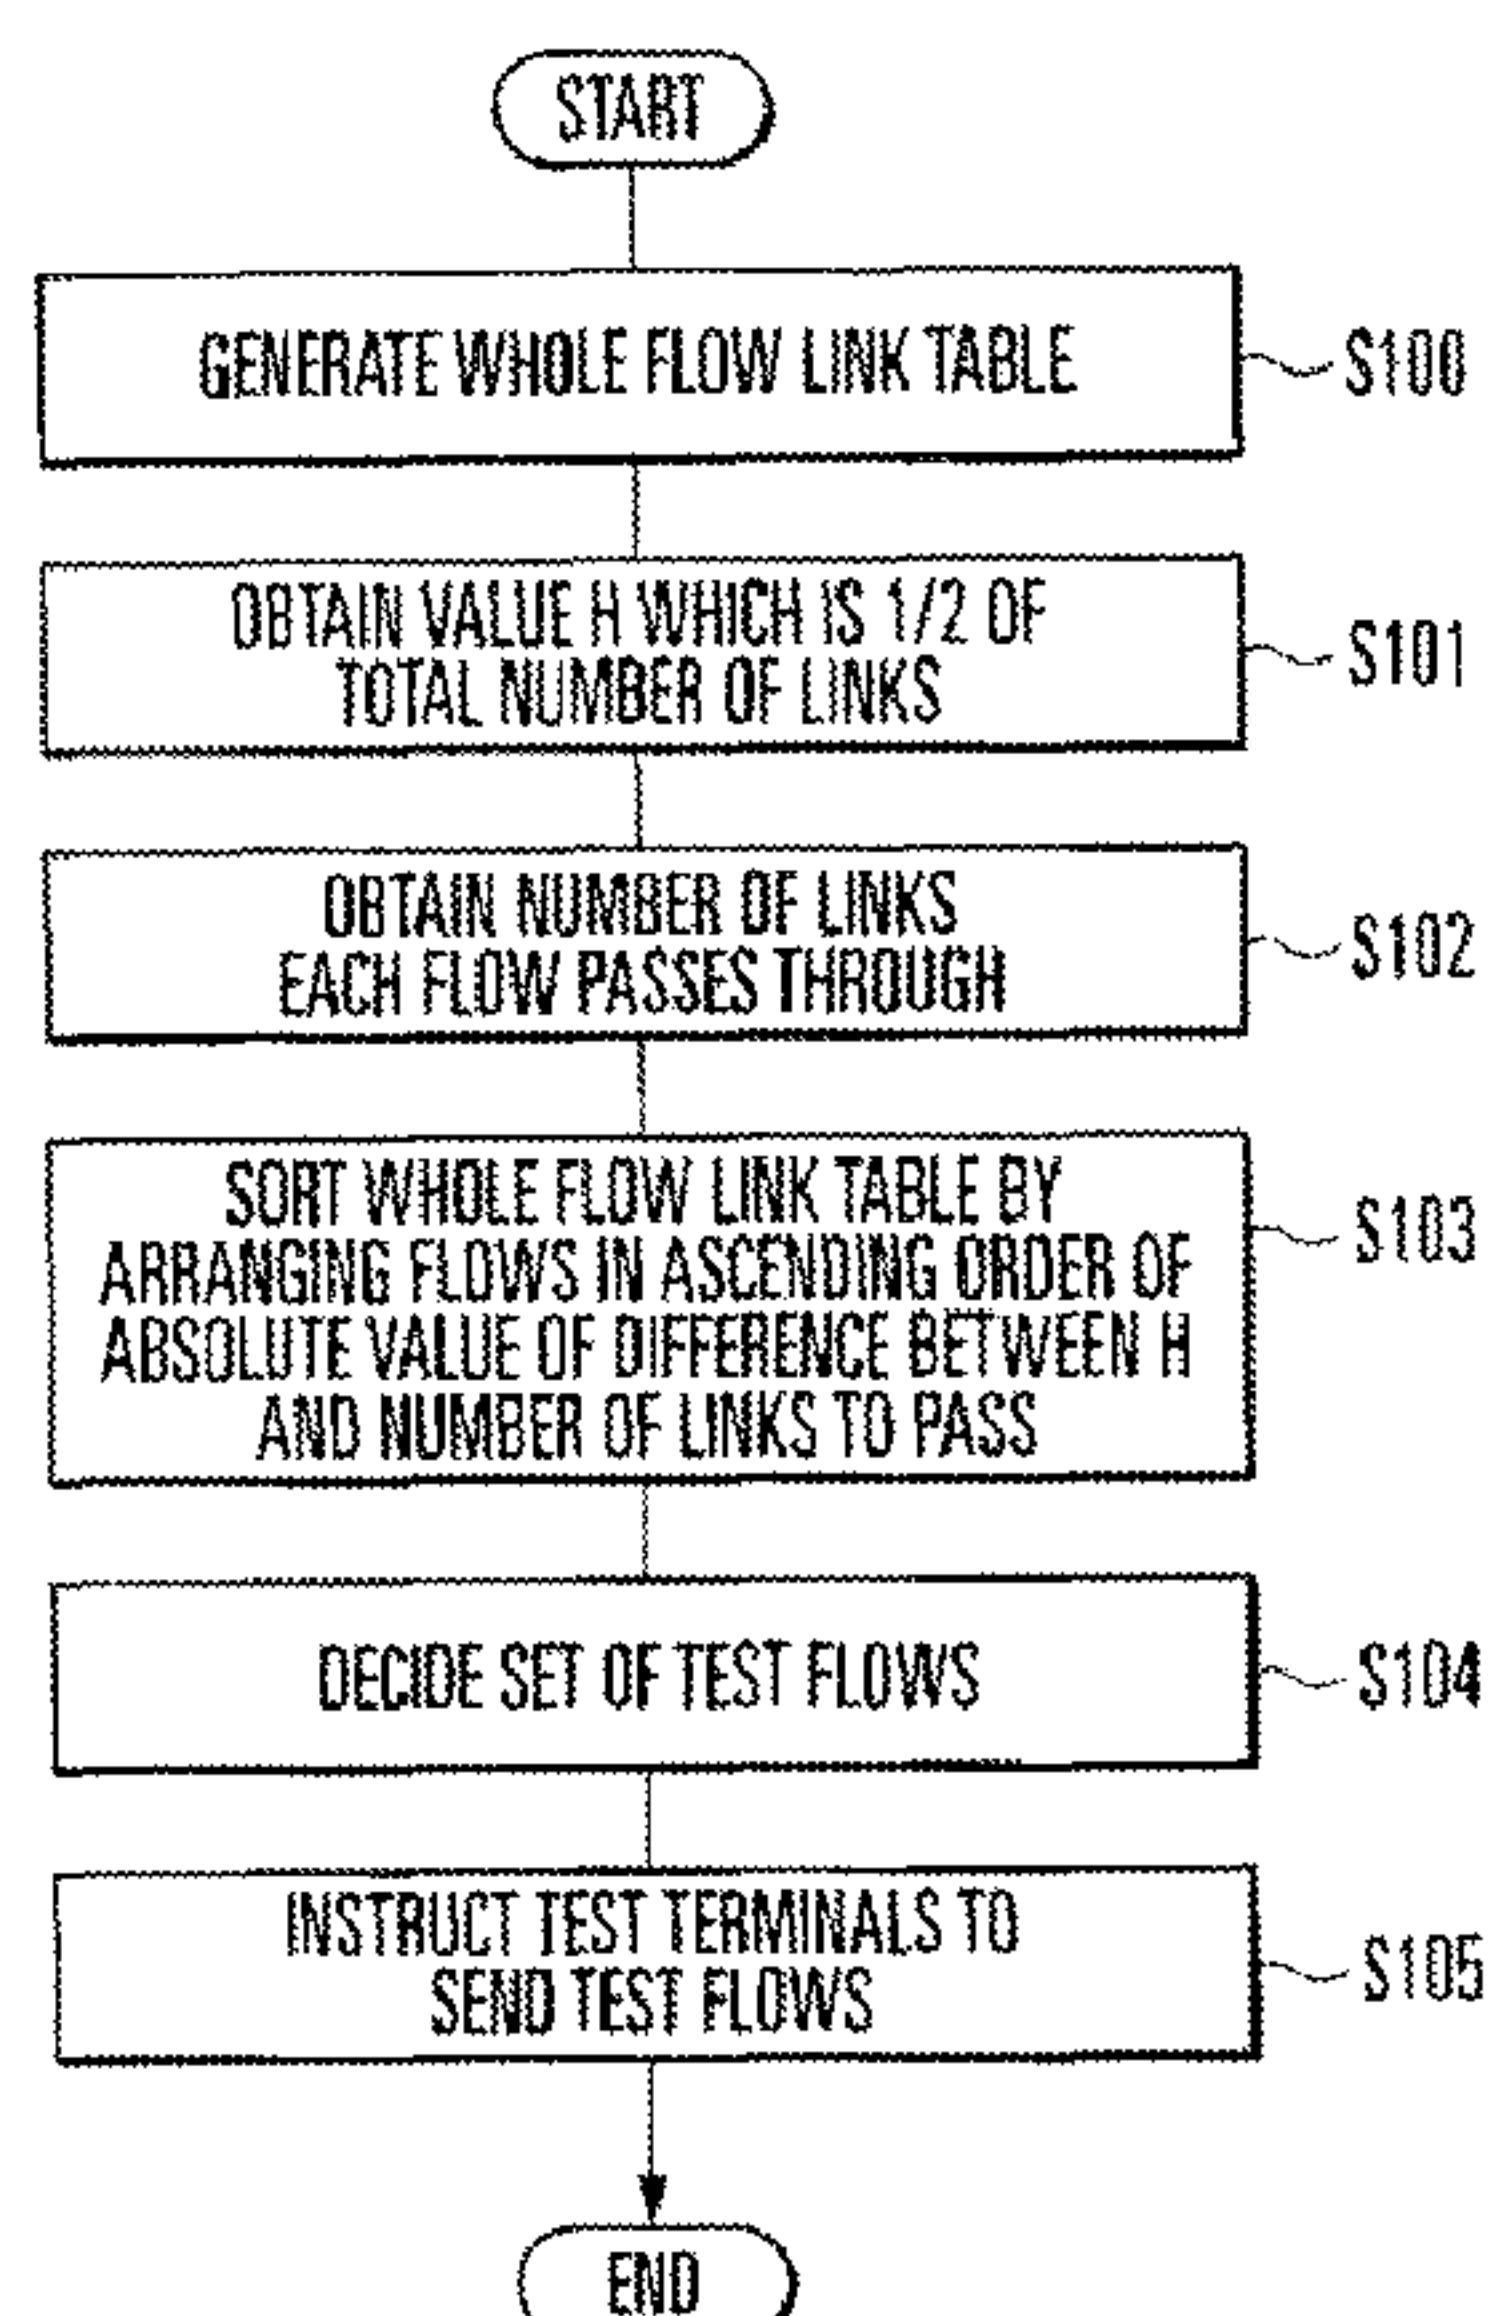 START
GENERATE WHOLE FLOW LINK TABLE
S100
OBTAIN VALUE H WHICH IS 1/2 OF
TOTAL NUMBER OF LINKS
S101
OBTAIN NUMBER OF LINKS
EACH FLOW PASSES THROUGH
S102
SORT WHOLE FLOW LINK TABLE BY
ARRANGING FLOWS IN ASCENDING ORDER OF
ABSOLUTE VALUE OF DIFFERENCE BETWEEN H
AND NUMBER OF LINKS TO PASS
S103
DECIDE SET OF TEST FLOWS
S104
INSTRUCT TEST TERMINALS TO
SEND TEST FLOWS
S105
END